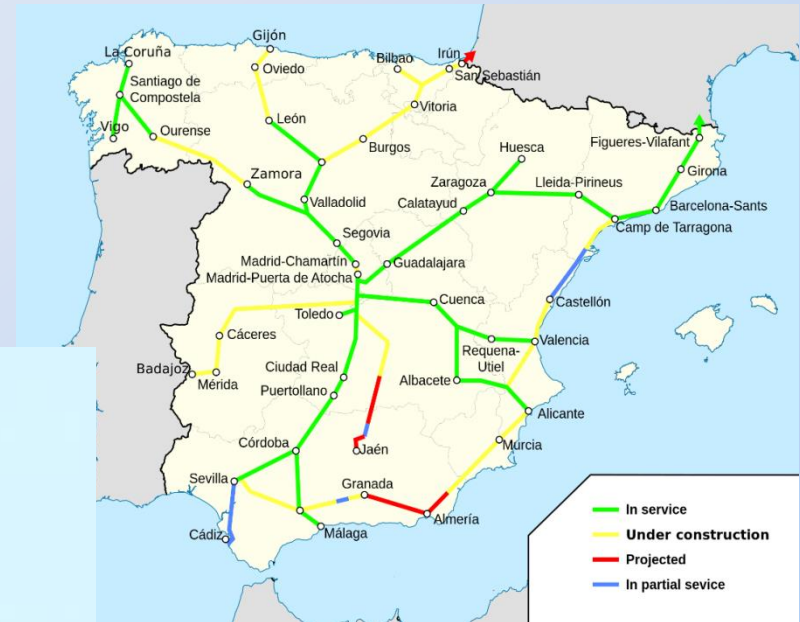 Gijón
La Coruña
Oviedo
Bilbao
Irún
San Sebastián
Santiago de
Compostela
Vitoria
León
Vigo
Ourense
Burgos
Huesca
Figueres-Vilafant
Zamora
Zaragoza
Lleida-Pirineus
Girona
Valladolid
Calatayud
Barcelona-Sants
Camp de Tarragona
Segovia
Madrid-Chamartín
Guadalajara
Madrid-Puerta de Atocha
Cuenca
Castellón
Toledo
Cáceres
Valencia
Requena-
Utiel
Badajoz
Mérida
Ciudad Real
Albacete
Puertollano
Alicante
Córdoba
Jaén
Murcia
Sevilla
Granada
Almería
Cádiz
Málaga
In service
Under construction
Projected
In partial sevice